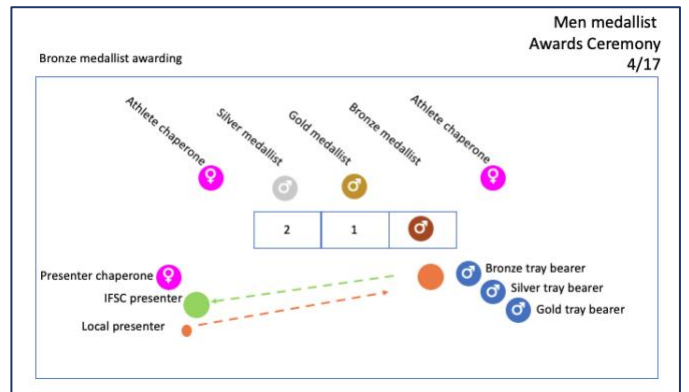 Men medallist
Awards Ceremony
4/17
Bronze medallist awarding
Athlete chaperone
Silver medallist
Gold medallist
Bronze medallist
Athlete chaperone
2
1
Presenter chaperone
IFSC presenter
Local presenter
Bronze tray bearer
Silver tray bearer
Gold tray bearer